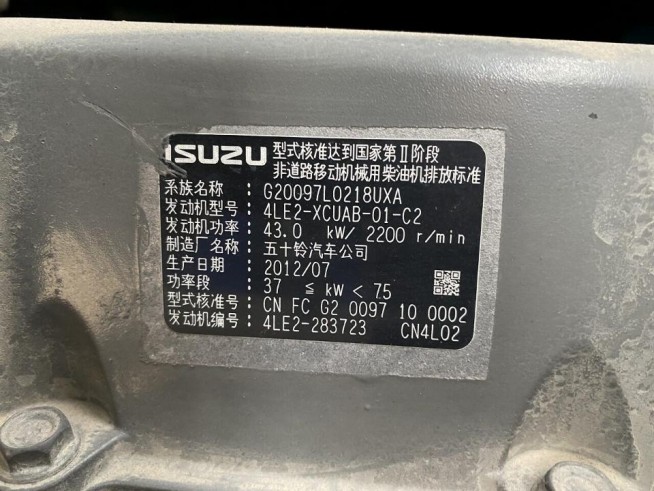 ISUZU 型式核准达到国家第Ⅱ阶段
非道路移动机械用柴油机排放标准
系族名称 : G20097L0218UXA
发动机型号 : 4LE2-XCUAB-01-C2
发动机功率 : 43.0 kW/ 2200 r/min
制造厂名称 : 五十铃汽车公司
生产日期 : 2012/07
功率段 : 37 ≦ kW < 75
型式核准号 : CN FC G2 0097 10 0002
发动机编号 : 4LE2-283723 CN4L02